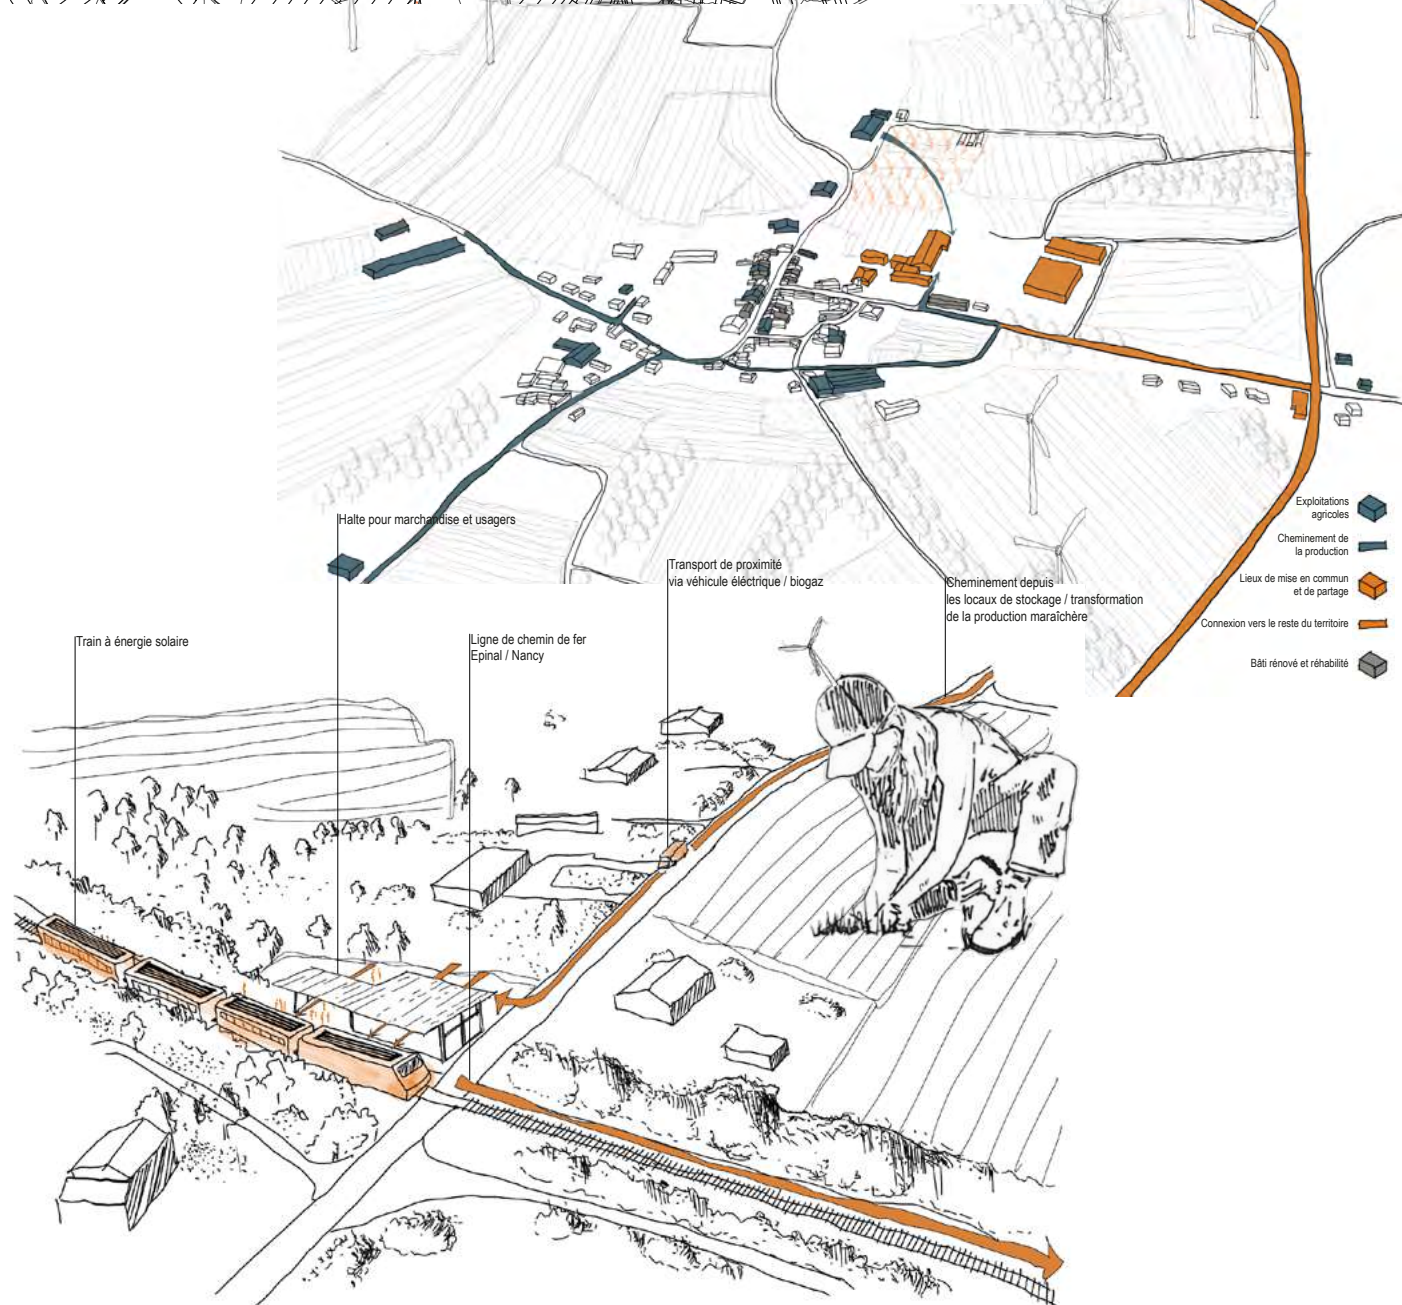 Exploitations
agricoles
Halte pour marchandise et usagers
Cheminement de
la production
Transport de proximité
via véhicule éléctrique / biogaz
Cheminement depuis
les locaux de stockage / transformation
de la production maraîchère
Lieux de mise en commun
et de partage
Connexion vers le reste du territoire
Train à énergie solaire
Ligne de chemin de fer
Epinal / Nancy
Bâti rénové et réhabilité